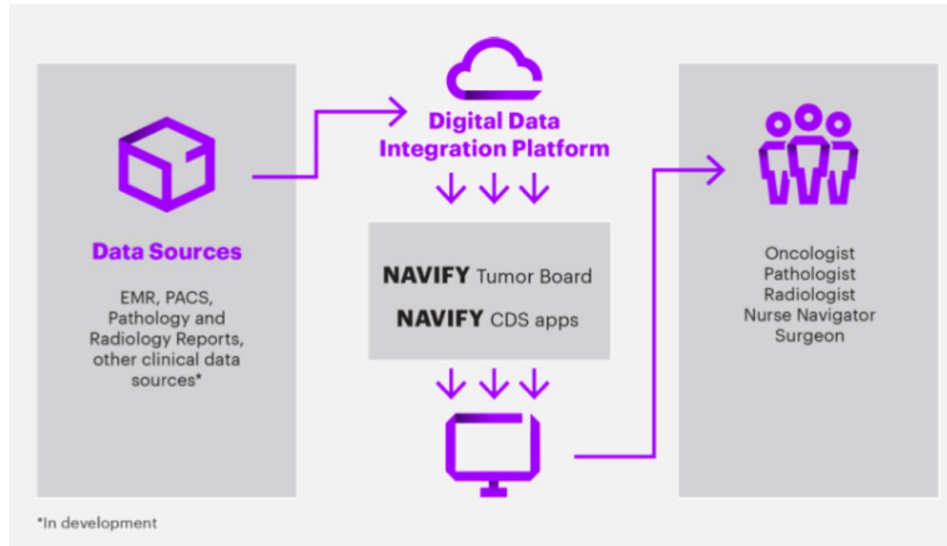 Data Sources
EMR, PACS,
Pathology and
Radiology Reports,
other clinical data
sources*
Digital Data
Integration Platform
NAVIFY Tumor Board
NAVIFY CDS apps
Oncologist
Pathologist
Radiologist
Nurse Navigator
Surgeon
*In development